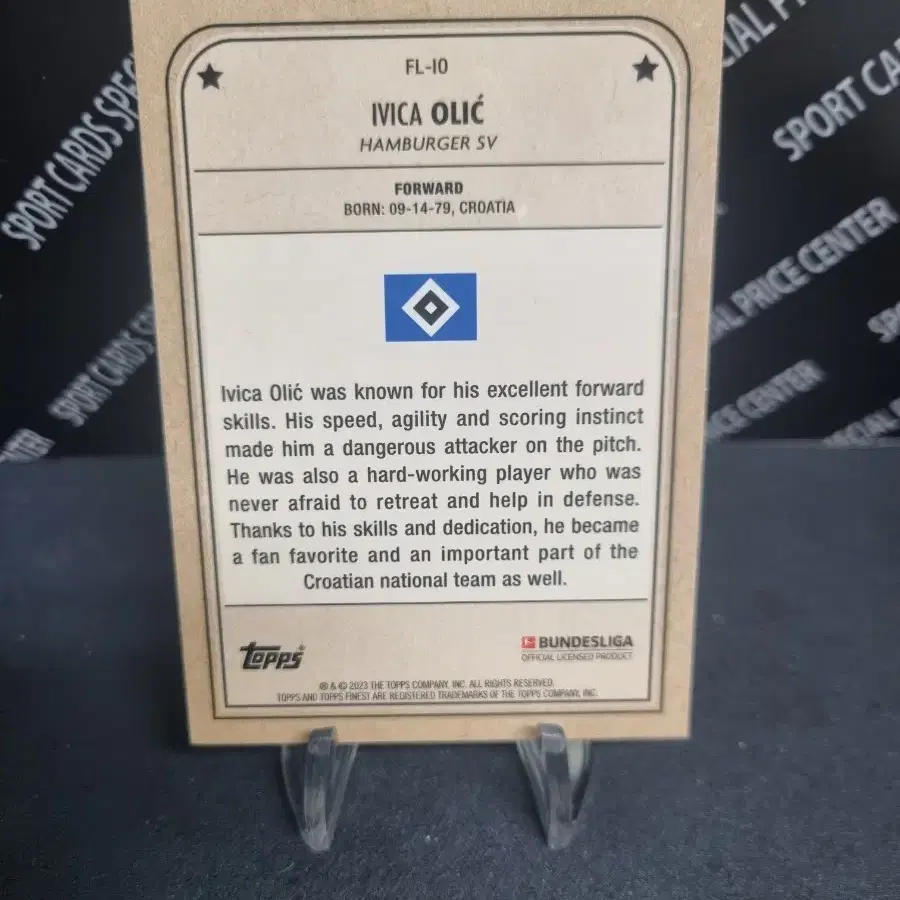 FL-IO
IVICA OLIĆ
HAMBURGER SV
FORWARD
BORN: 09-14-79, CROATIA
Ivica Olić was known for his excellent forward
skills. His speed, agility and scoring instinct
made him a dangerous attacker on the pitch.
He was also a hard-working player who was
never afraid to retreat and help in defense.
Thanks to his skills and dedication, he became
a fan favorite and an important part of the
Croatian national team as well.
topps
BUNDESLIGA
OFFICIAL LICENSED PRODUCT
® & © 2023 THE TOPPS COMPANY, INC. ALL RIGHTS RESERVED.
TOPPS AND TOPPS FINEST ARE REGISTERED TRADEMARKS OF THE TOPPS COMPANY, INC.
SPORT CARDS SPE
SPORT CARDS
SPORT CA
PRICE CENTER
CENTER